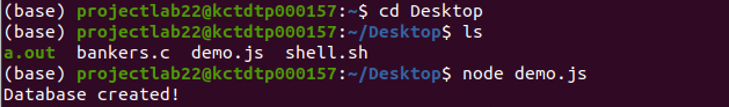 (base) projectlab22@kctdtp000157:~$ cd Desktop
(base) projectlab22@kctdtp000157:~/Desktop$ ls
a.out  bankers.c  demo.js  shell.sh
(base) projectlab22@kctdtp000157:~/Desktop$ node demo.js
Database created!